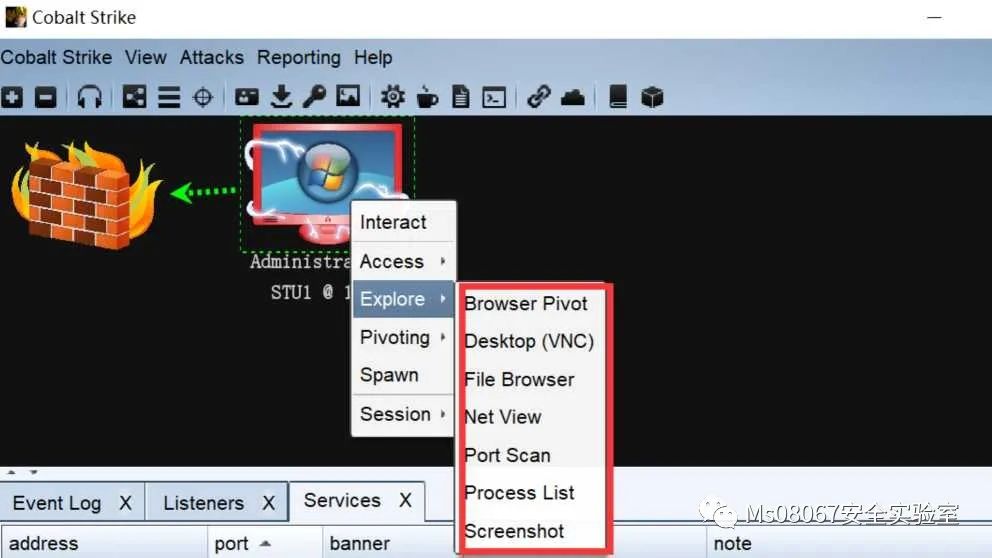 Cobalt Strike
Cobalt Strike View Attacks Reporting Help
Administra
STU1 @ 1
Interact
Access
Explore
Pivoting
Spawn
Session
Browser Pivot
Desktop (VNC)
File Browser
Net View
Port Scan
Process List
Screenshot
Event Log X Listeners X Services X
address port banner note
Ms08067安全实验室